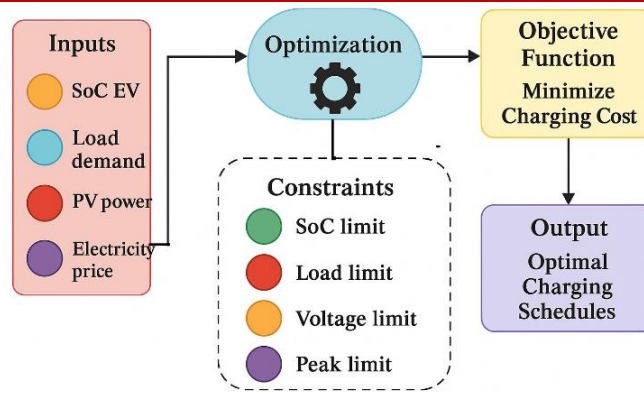 Inputs
SoC EV
Load
demand
PV power
Electricity
price
Optimization
Constraints
SoC limit
Load limit
Voltage limit
Peak limit
Objective
Function
Minimize
Charging Cost
Output
Optimal
Charging
Schedules